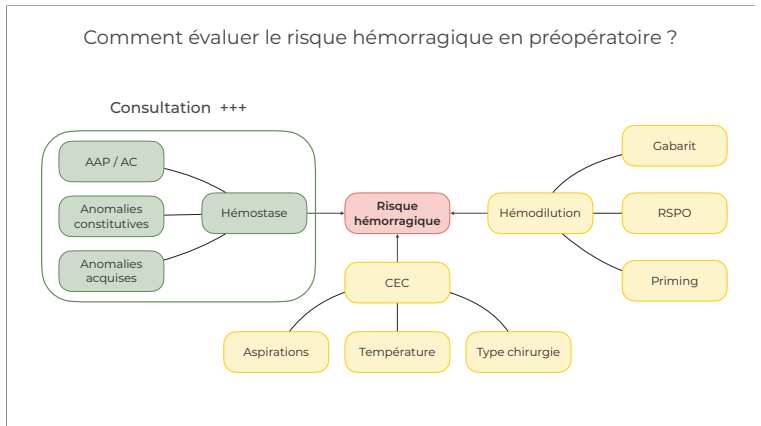 Comment évaluer le risque hémorragique en préopératoire ?
Consultation +++
AAP / AC
Anomalies
constitutives
Anomalies
acquises
Hémostase
Risque
hémorragique
Hémodilution
Gabarit
RSPO
Priming
CEC
Aspirations
Température
Type chirurgie